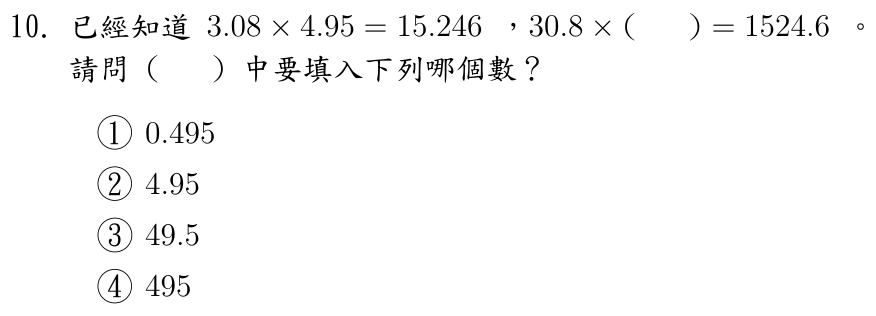 10. 已經知道 3.08 × 4.95 = 15.246 ，30.8 × (　　) = 1524.6 。
請問（　　）中要填入下列哪個數？
① 0.495
② 4.95
③ 49.5
④ 495